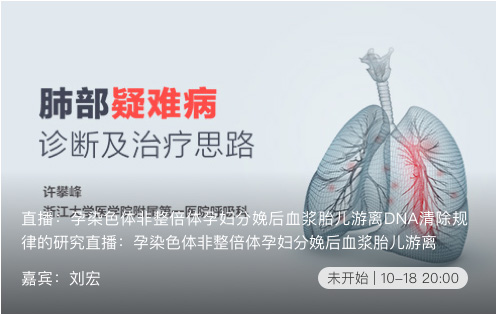 肺部疑难病
诊断及治疗思路
许攀峰
浙江大学医学院附属第一医院呼吸科
直播：孕染色体非整倍体孕妇分娩后血浆胎儿游离DNA清除规
律的研究直播：孕染色体非整倍体孕妇分娩后血浆胎儿游离
嘉宾：刘宏
未开始 | 10-18 20:00